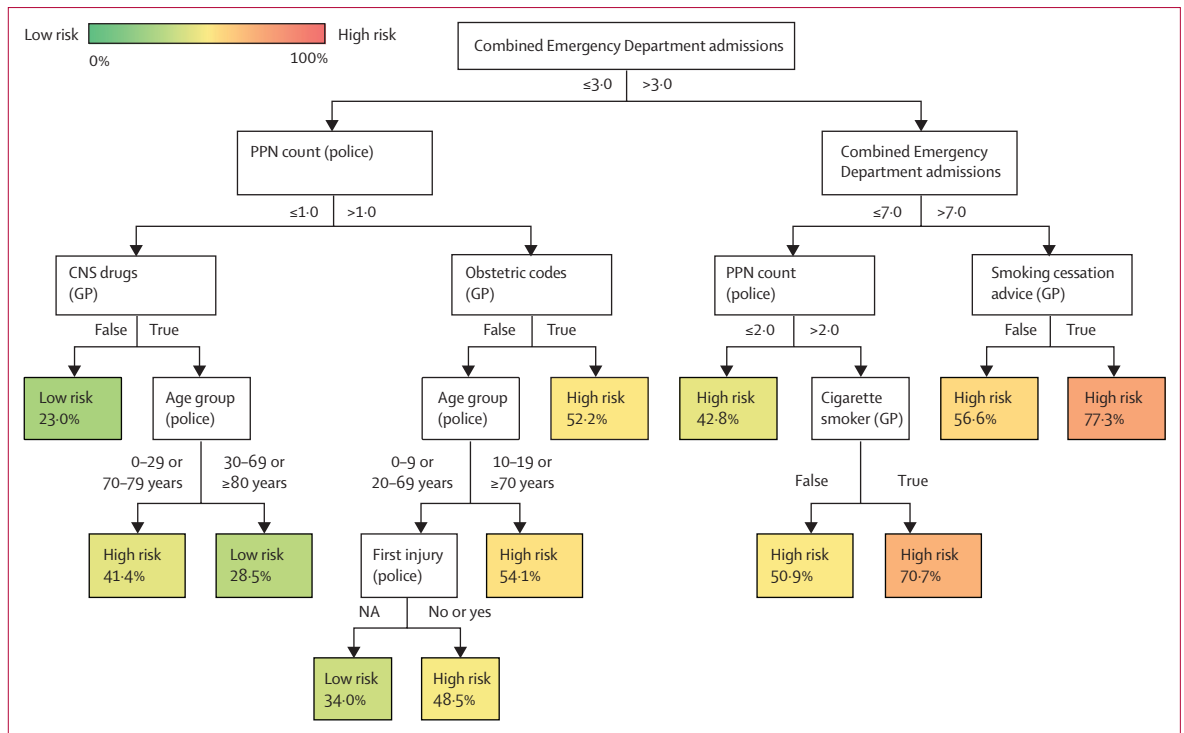 Low risk
High risk
0%
100%
Combined Emergency Department admissions
≤3·0
>3·0
PPN count (police)
Combined Emergency
Department admissions
≤1·0
>1·0
≤7·0
>7·0
CNS drugs
(GP)
Obstetric codes
(GP)
PPN count
(police)
Smoking cessation
advice (GP)
False
True
False
True
≤2·0
>2·0
False
True
Low risk
23·0%
Age group
(police)
Age group
(police)
High risk
52·2%
High risk
42·8%
Cigarette
smoker (GP)
High risk
56·6%
High risk
77·3%
0–29 or
70–79 years
30–69 or
≥80 years
0–9 or
20–69 years
10–19 or
≥70 years
False
True
High risk
41·4%
Low risk
28·5%
First injury
(police)
High risk
54·1%
High risk
50·9%
High risk
70·7%
NA
No or yes
Low risk
34·0%
High risk
48·5%